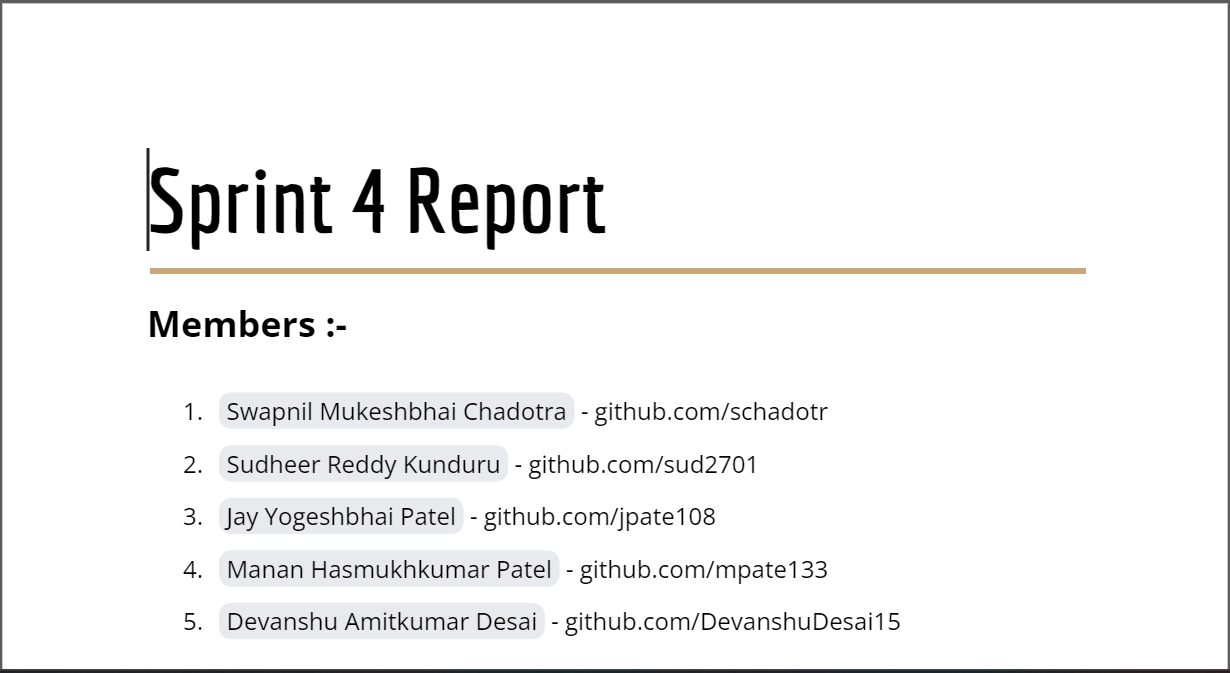 Sprint 4 Report
Members :-
1. Swapnil Mukeshbhai Chadotra - github.com/schadotr
2. Sudheer Reddy Kunduru - github.com/sud2701
3. Jay Yogeshbhai Patel - github.com/jpate108
4. Manan Hasmukhkumar Patel - github.com/mpate133
5. Devanshu Amitkumar Desai - github.com/DevanshuDesai15